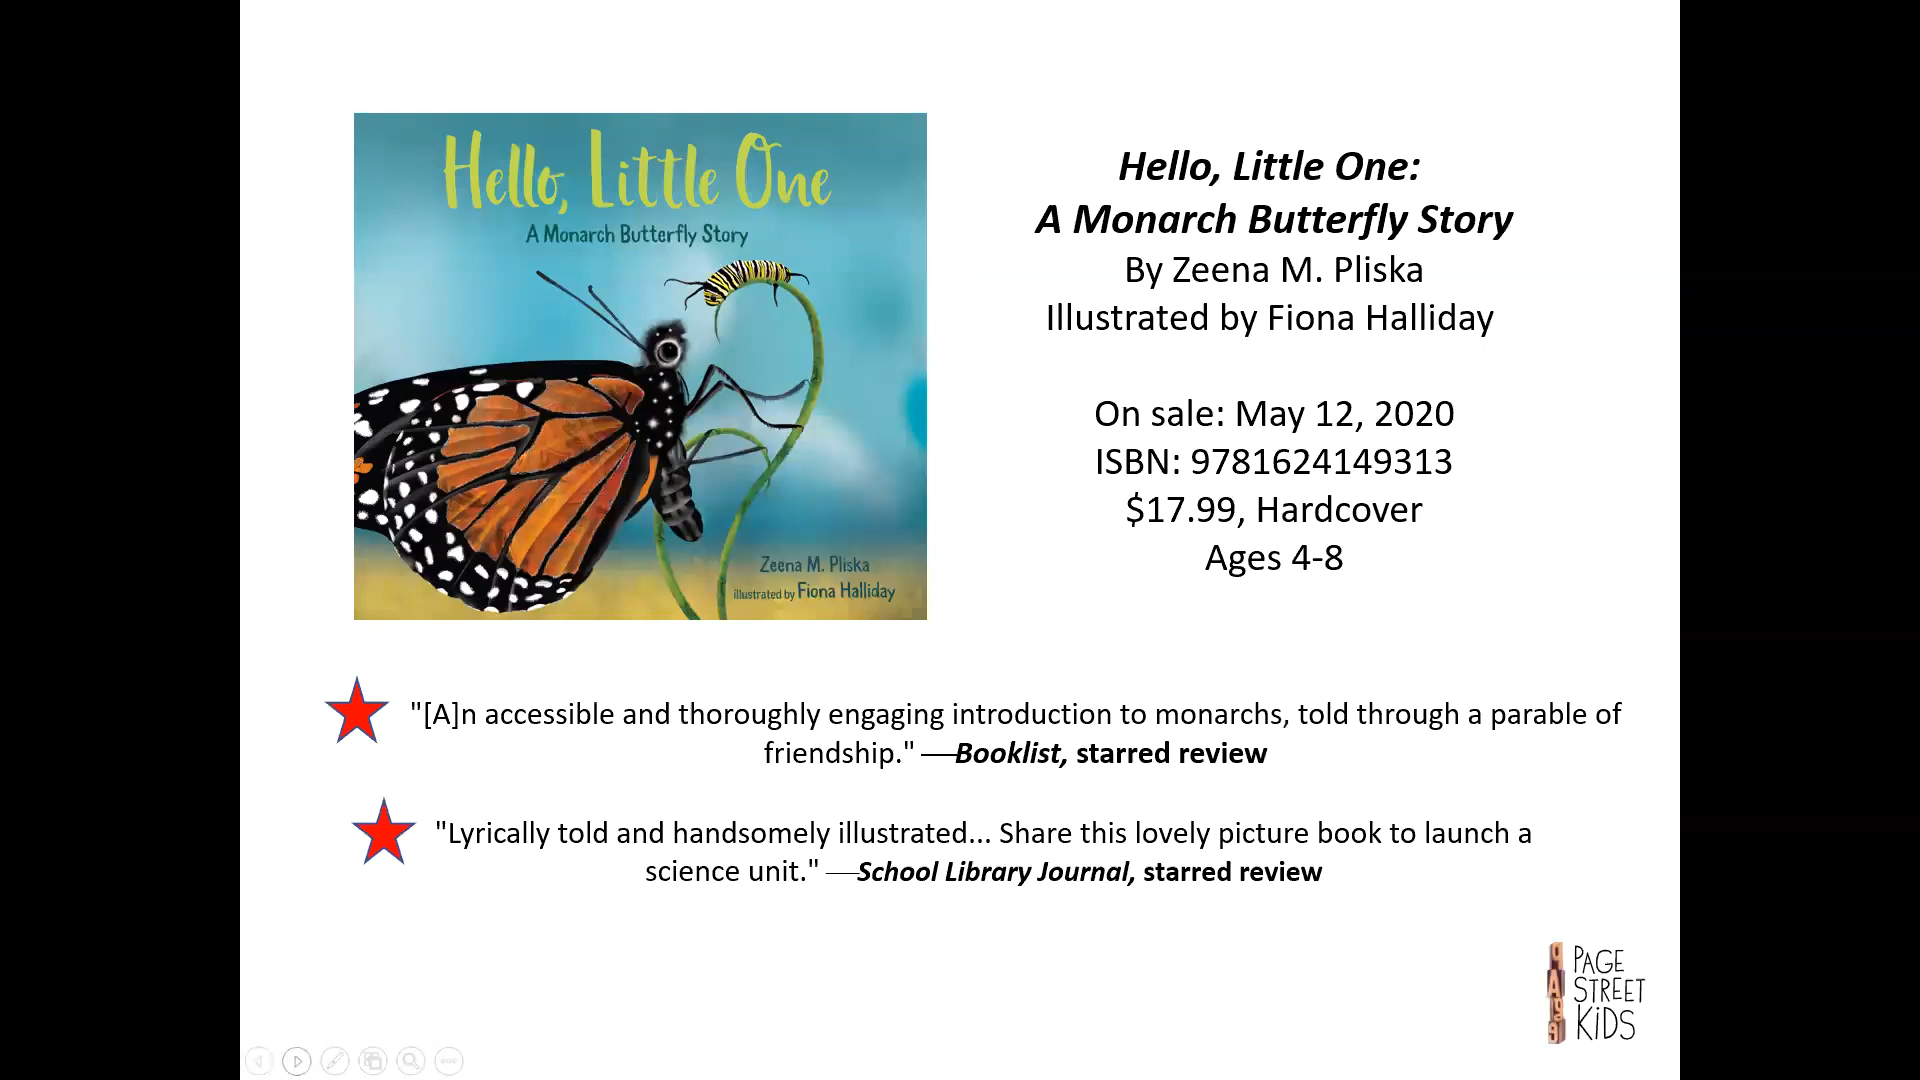 Hello, Little One
A Monarch Butterfly Story
Zeena M. Pliska
illustrated by Fiona Halliday
Hello, Little One:
A Monarch Butterfly Story
By Zeena M. Pliska
Illustrated by Fiona Halliday
On sale: May 12, 2020
ISBN: 9781624149313
$17.99, Hardcover
Ages 4-8
"[A]n accessible and thoroughly engaging introduction to monarchs, told through a parable of
friendship." —Booklist, starred review
"Lyrically told and handsomely illustrated... Share this lovely picture book to launch a
science unit." —School Library Journal, starred review
PAGE
STREET
KiDS